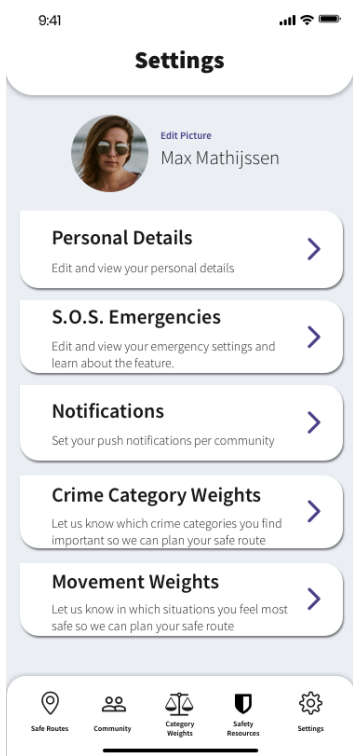 9:41
Settings
Edit Picture
Max Mathijssen
Personal Details
Edit and view your personal details
S.O.S. Emergencies
Edit and view your emergency settings and
learn about the feature.
Notifications
Set your push notifications per community
Crime Category Weights
Let us know which crime categories you find
important so we can plan your safe route
Movement Weights
Let us know in which situations you feel most
safe so we can plan your safe route
Safe Routes
Community
Category
Weights
Safety
Resources
Settings